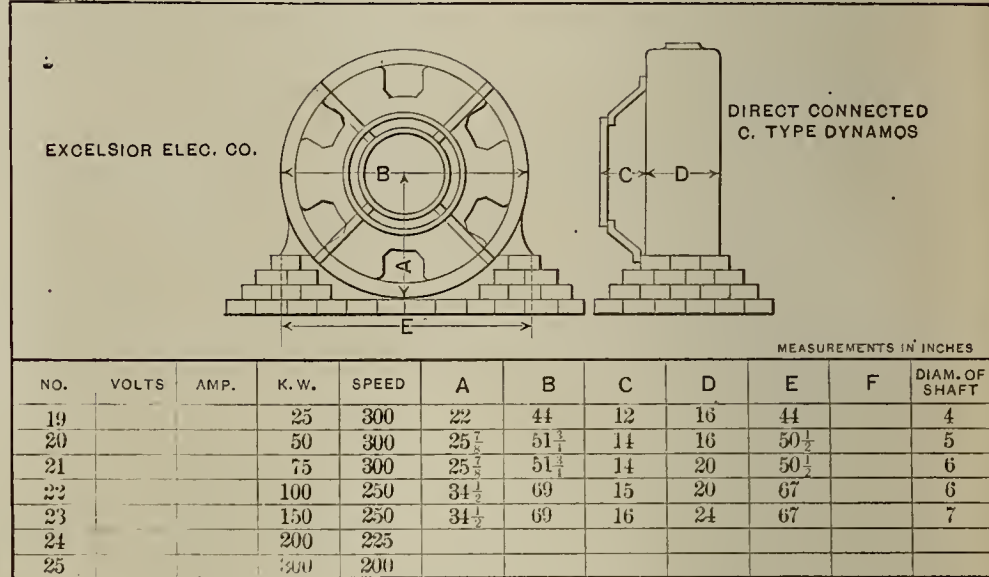 EXCELSIOR ELEC. CO.
DIRECT CONNECTED
C. TYPE DYNAMOS
B
A
E
C D
MEASUREMENTS IN INCHES
NO. VOLTS AMP. K.W. SPEED A B C D E F DIAM. OF SHAFT
19 25 300 22 44 12 16 44 4
20 50 300 25 7/8 51 3/4 14 16 50 1/2 5
21 75 300 25 7/8 51 3/4 14 20 50 1/2 6
22 100 250 34 1/2 69 15 20 67 6
23 150 250 34 1/2 69 16 24 67 7
24 200 225
25 300 200